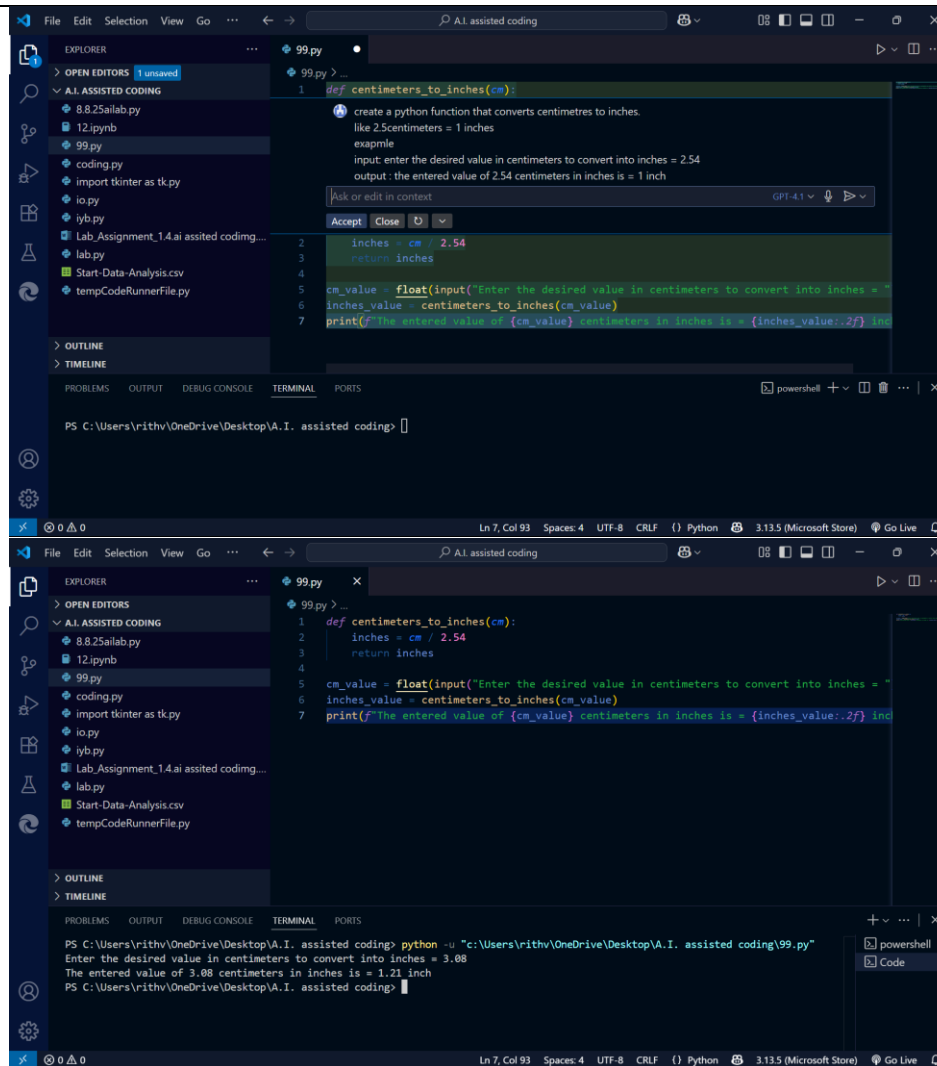 File Edit Selection View Go ··· ← → A.I. assisted coding
EXPLORER ··· 99.py ●
> OPEN EDITORS 1 unsaved
99.py > ...
A.I. ASSISTED CODING
8.8.25ailab.py
12.ipynb
99.py
coding.py
import tkinter as tk.py
io.py
iyb.py
Lab_Assignment_1.4.ai assited codimg....
lab.py
Start-Data-Analysis.csv
tempCodeRunnerFile.py
> OUTLINE
> TIMELINE
1 def centimeters_to_inches(cm):
create a python function that converts centimetres to inches.
like 2.5centimeters = 1 inches
exapmle
input: enter the desired value in centimeters to convert into inches = 2.54
output : the entered value of 2.54 centimeters in inches is = 1 inch
Ask or edit in context GPT-4.1
Accept Close
2 inches = cm / 2.54
3 return inches
4
5 cm_value = float(input("Enter the desired value in centimeters to convert into inches = "
6 inches_value = centimeters_to_inches(cm_value)
7 print(f"The entered value of {cm_value} centimeters in inches is = {inches_value:.2f} inc
PROBLEMS OUTPUT DEBUG CONSOLE TERMINAL PORTS powershell
PS C:\Users\rithv\OneDrive\Desktop\A.I. assisted coding>
0 0 Ln 7, Col 93 Spaces: 4 UTF-8 CRLF {} Python 3.13.5 (Microsoft Store) Go Live
File Edit Selection View Go ··· ← → A.I. assisted coding
EXPLORER ··· 99.py ×
> OPEN EDITORS
99.py > ...
A.I. ASSISTED CODING
8.8.25ailab.py
12.ipynb
99.py
coding.py
import tkinter as tk.py
io.py
iyb.py
Lab_Assignment_1.4.ai assited codimg....
lab.py
Start-Data-Analysis.csv
tempCodeRunnerFile.py
> OUTLINE
> TIMELINE
1 def centimeters_to_inches(cm):
2 inches = cm / 2.54
3 return inches
4
5 cm_value = float(input("Enter the desired value in centimeters to convert into inches = "
6 inches_value = centimeters_to_inches(cm_value)
7 print(f"The entered value of {cm_value} centimeters in inches is = {inches_value:.2f} inc
PROBLEMS OUTPUT DEBUG CONSOLE TERMINAL PORTS
PS C:\Users\rithv\OneDrive\Desktop\A.I. assisted coding> python -u "c:\Users\rithv\OneDrive\Desktop\A.I. assisted coding\99.py"
Enter the desired value in centimeters to convert into inches = 3.08
The entered value of 3.08 centimeters in inches is = 1.21 inch
PS C:\Users\rithv\OneDrive\Desktop\A.I. assisted coding>
powershell
Code
0 0 Ln 7, Col 93 Spaces: 4 UTF-8 CRLF {} Python 3.13.5 (Microsoft Store) Go Live